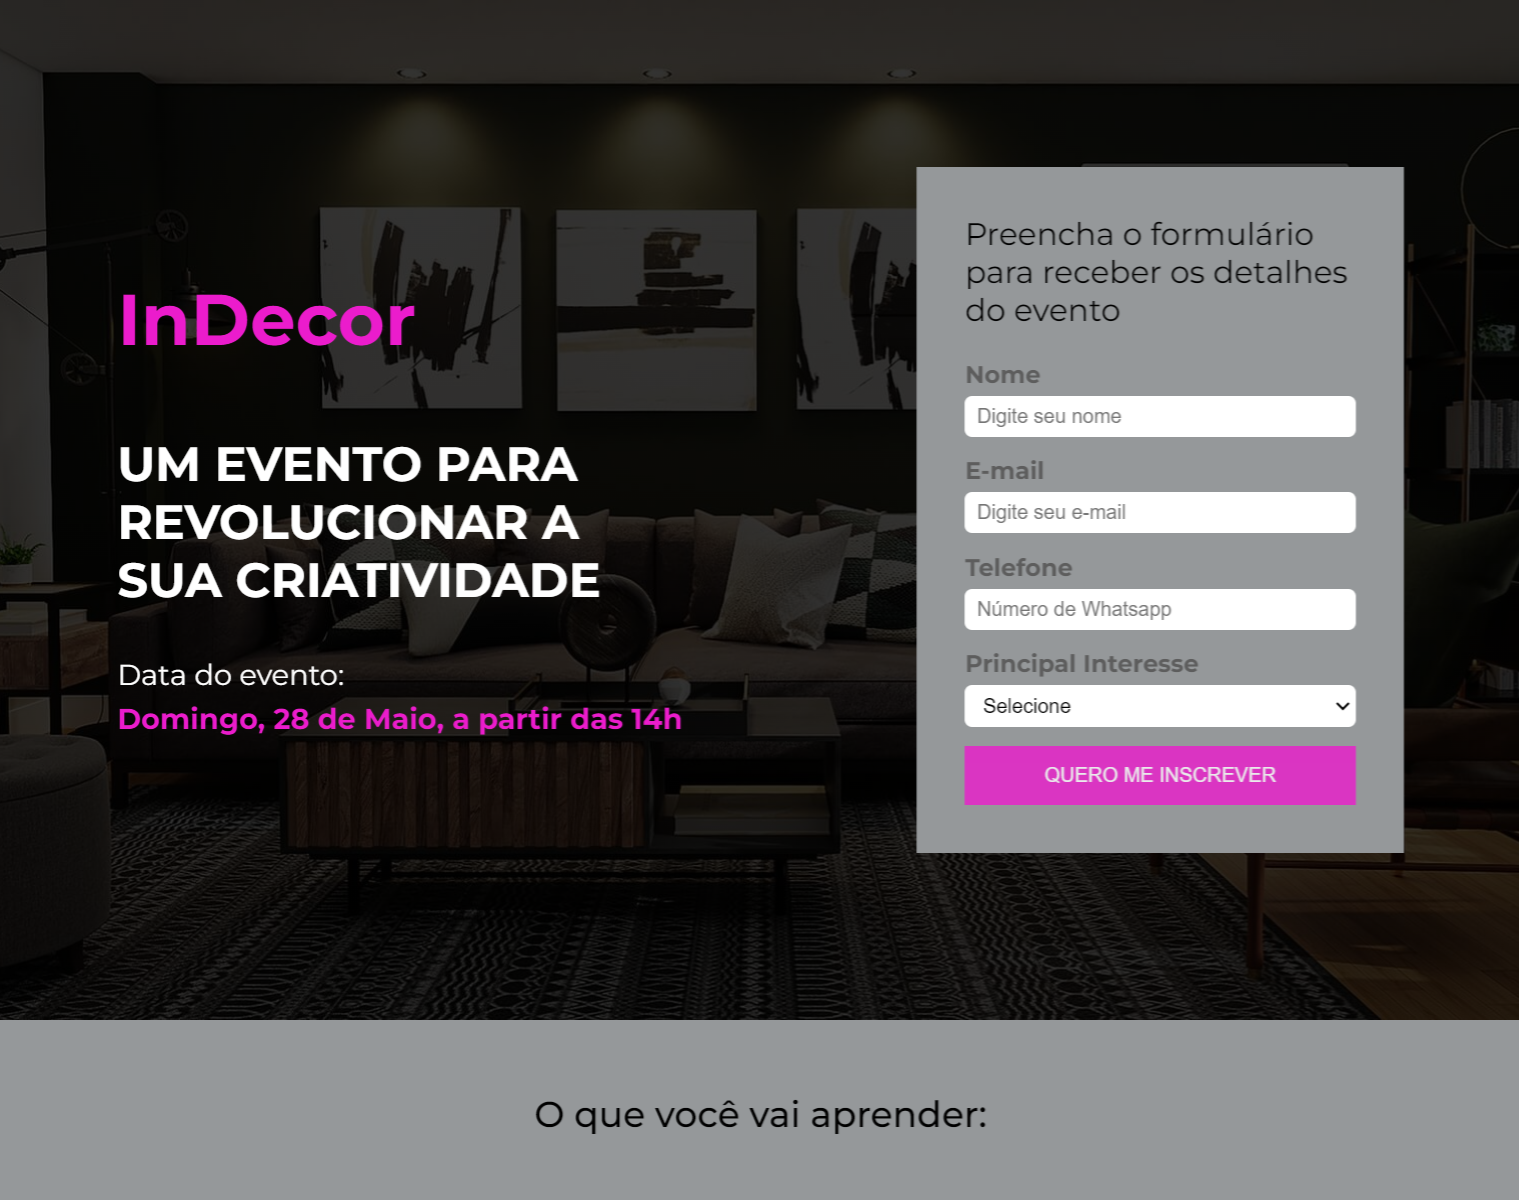 InDecor
UM EVENTO PARA
REVOLUCIONAR A
SUA CRIATIVIDADE
Data do evento:
Domingo, 28 de Maio, a partir das 14h
Preencha o formulário
para receber os detalhes
do evento
Nome
Digite seu nome
E-mail
Digite seu e-mail
Telefone
Número de Whatsapp
Principal Interesse
Selecione
QUERO ME INSCREVER
O que você vai aprender: